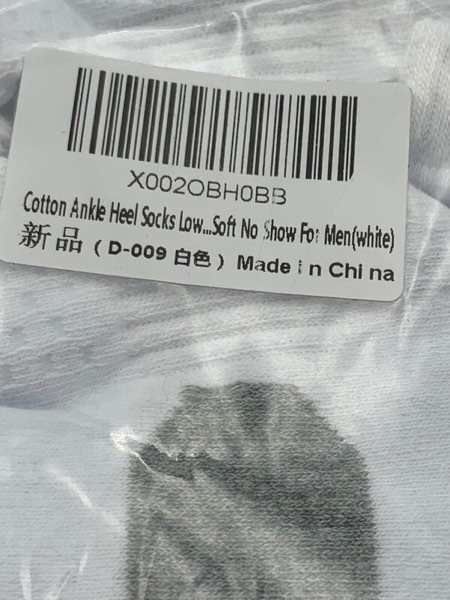 X002OBH0BB
Cotton Ankle Heel Socks Low...Soft No Show For Men(white)
新品 ( D-009 白色 ) Made in China